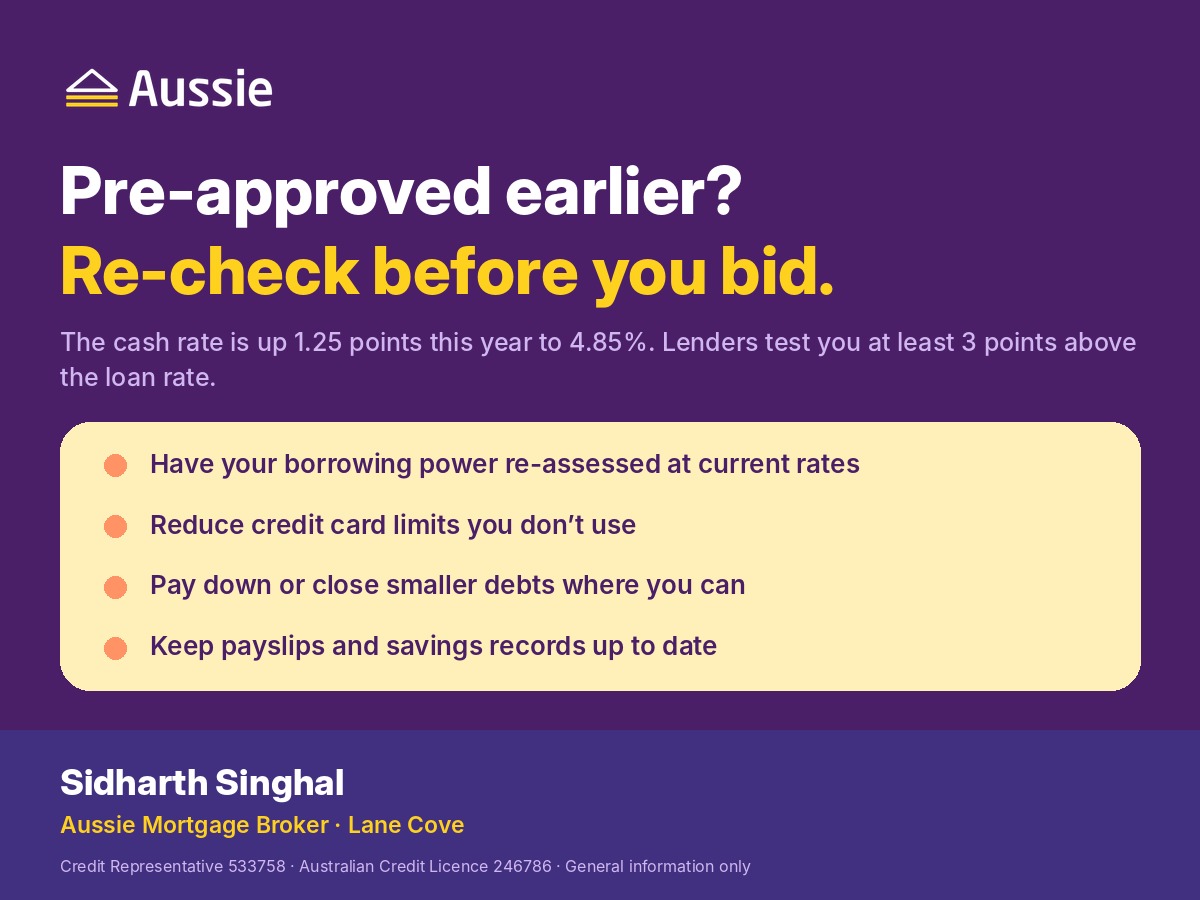 Aussie
Pre-approved earlier?
Re-check before you bid.
The cash rate is up 1.25 points this year to 4.85%. Lenders test you at least 3 points above
the loan rate.
Have your borrowing power re-assessed at current rates
Reduce credit card limits you don’t use
Pay down or close smaller debts where you can
Keep payslips and savings records up to date
Sidharth Singhal
Aussie Mortgage Broker · Lane Cove
Credit Representative 533758 · Australian Credit Licence 246786 · General information only